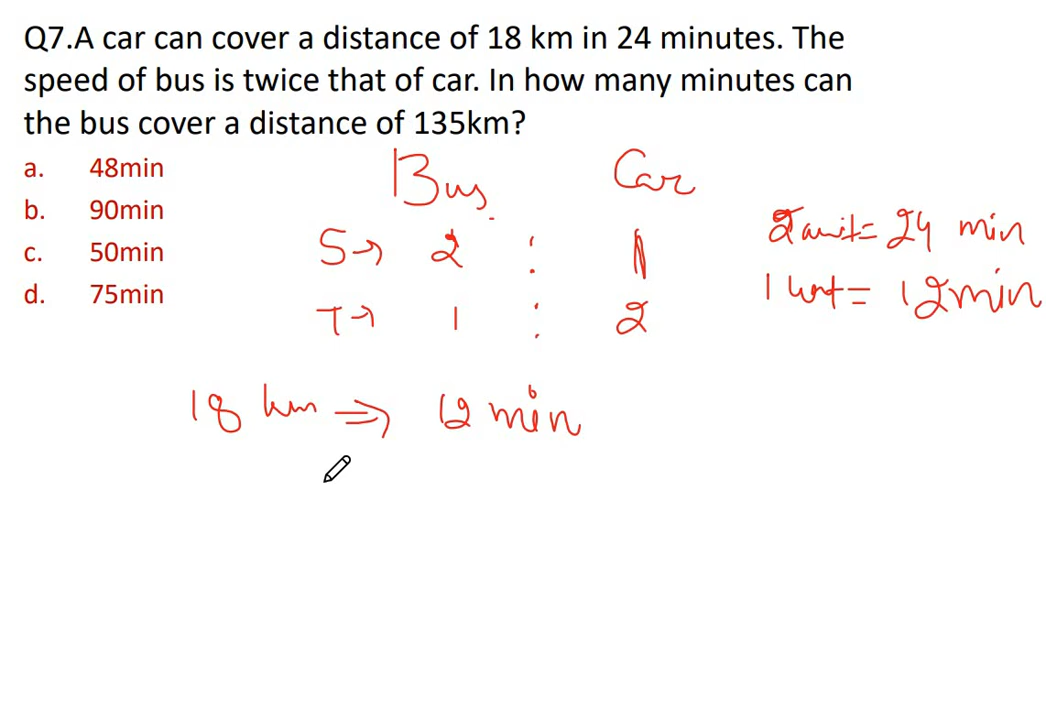 Q7.A car can cover a distance of 18 km in 24 minutes. The
speed of bus is twice that of car. In how many minutes can
the bus cover a distance of 135km?
a. 48min
b. 90min
c. 50min
d. 75min
Bus Car
S→ 2 : 1
T→ 1 : 2
2 unit = 24 min
1 unit = 12 min
18 km ⇒ 12 min